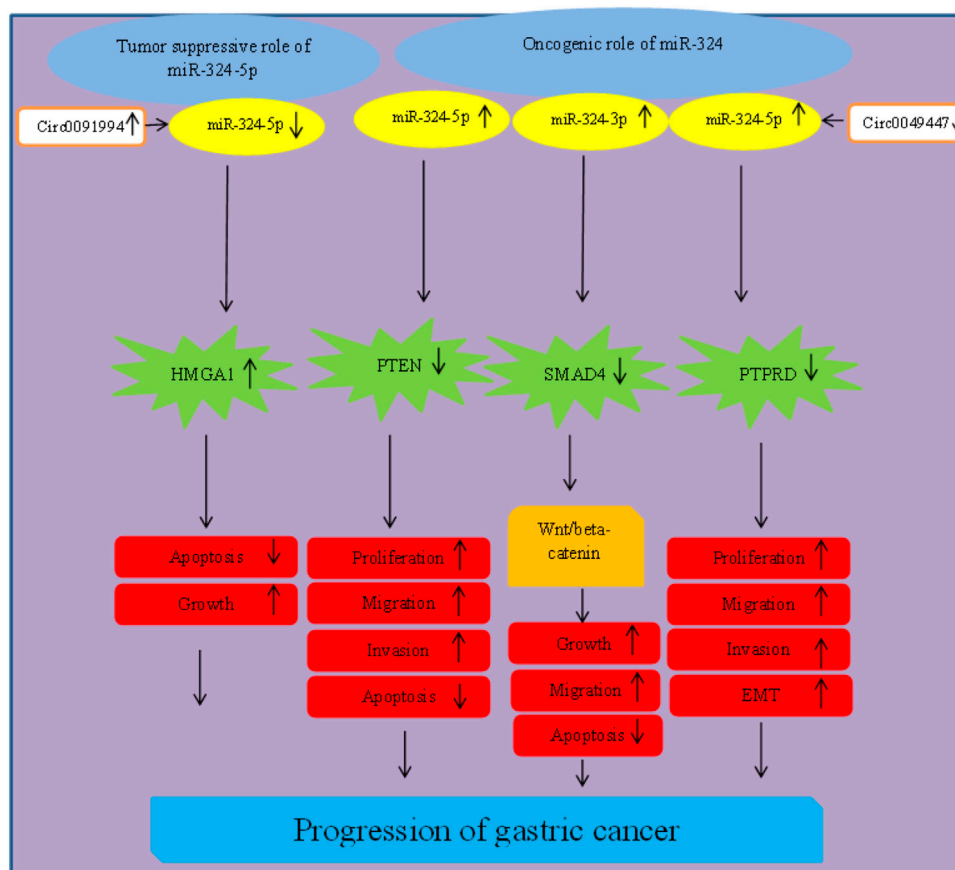 Tumor suppressive role of
miR-324-5p
Oncogenic role of miR-324
Circ0091994↑
miR-324-5p↓
miR-324-5p↑
miR-324-3p↑
miR-324-5p↑
Circ0049447↓
HMGA1↑
PTEN↓
SMAD4↓
PTPRD↓
Apoptosis↓
Growth↑
Proliferation↑
Migration↑
Invasion↑
Apoptosis↓
Wnt/beta-
catenin
Growth↑
Migration↑
Apoptosis↓
Proliferation↑
Migration↑
Invasion↑
EMT↑
Progression of gastric cancer